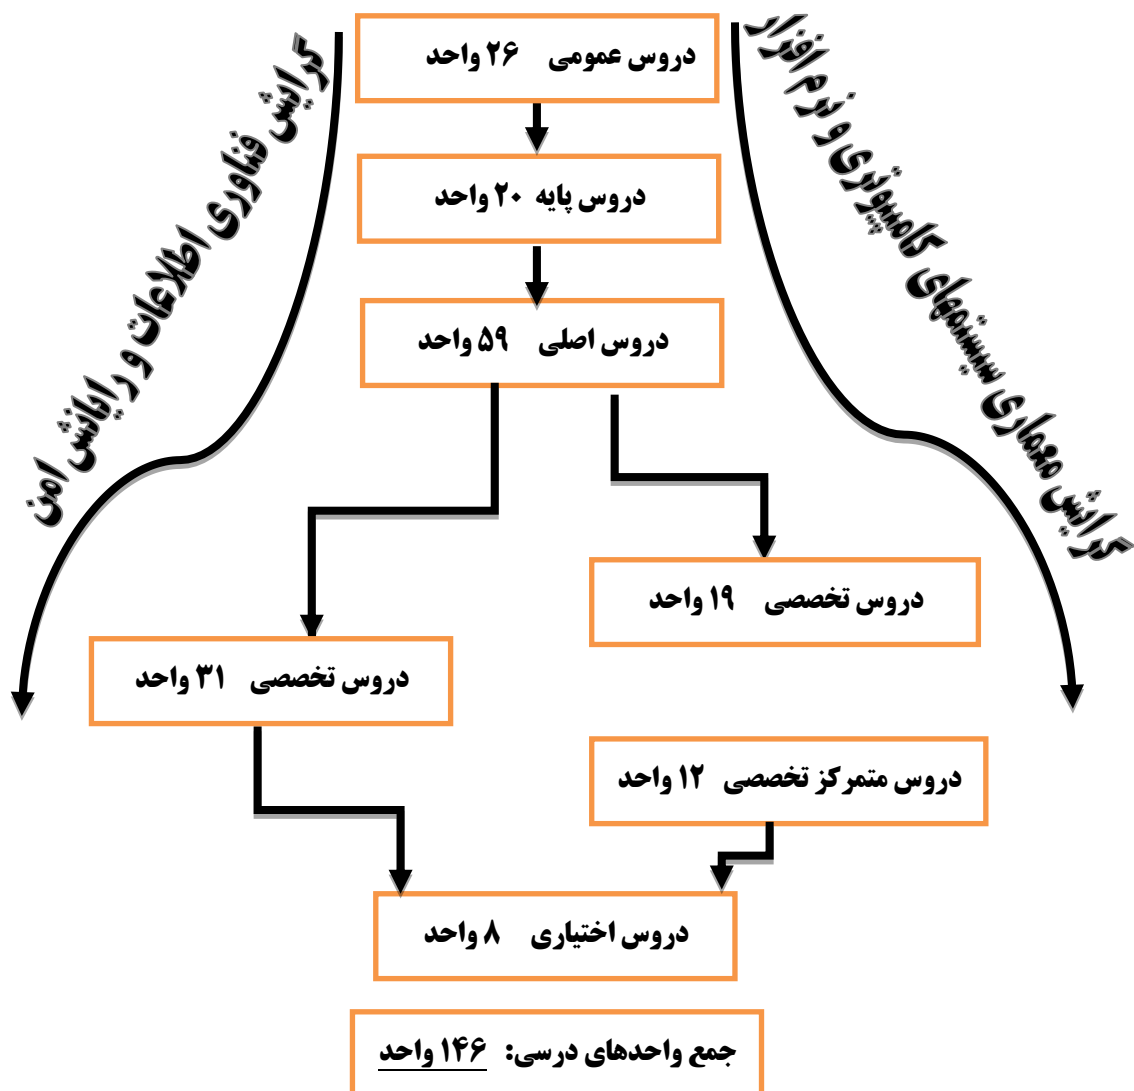 دروس عمومی ۲۶ واحد
گرایش فناوری اطلاعات و رایانش امن
گرایش معماری سیستمهای کامپیوتری و نرم افزار
دروس پایه ۲۰ واحد
دروس اصلی ۵۹ واحد
دروس تخصصی ۱۹ واحد
دروس تخصصی ۳۱ واحد
دروس متمرکز تخصصی ۱۲ واحد
دروس اختیاری ۸ واحد
جمع واحدهای درسی: ۱۴۶ واحد